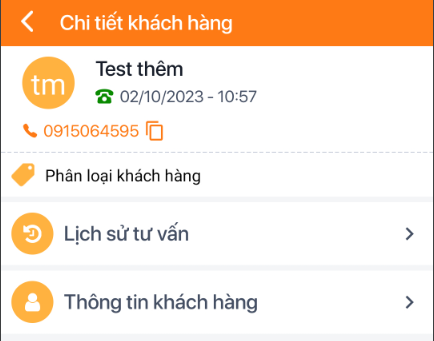 Chi tiết khách hàng
tm
Test thêm
02/10/2023 - 10:57
0915064595
Phân loại khách hàng
Lịch sử tư vấn
Thông tin khách hàng